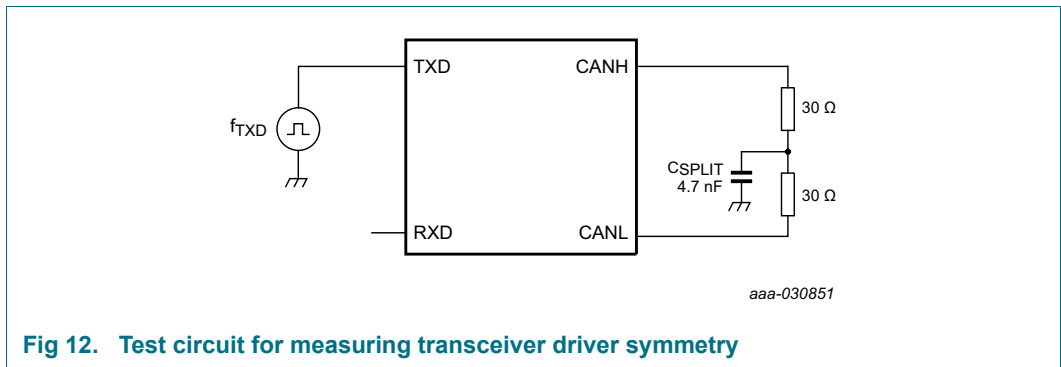 TXD
CANH
30 Ω
fTXD
CSPLIT
4.7 nF
30 Ω
RXD
CANL
aaa-030851
Fig 12. Test circuit for measuring transceiver driver symmetry